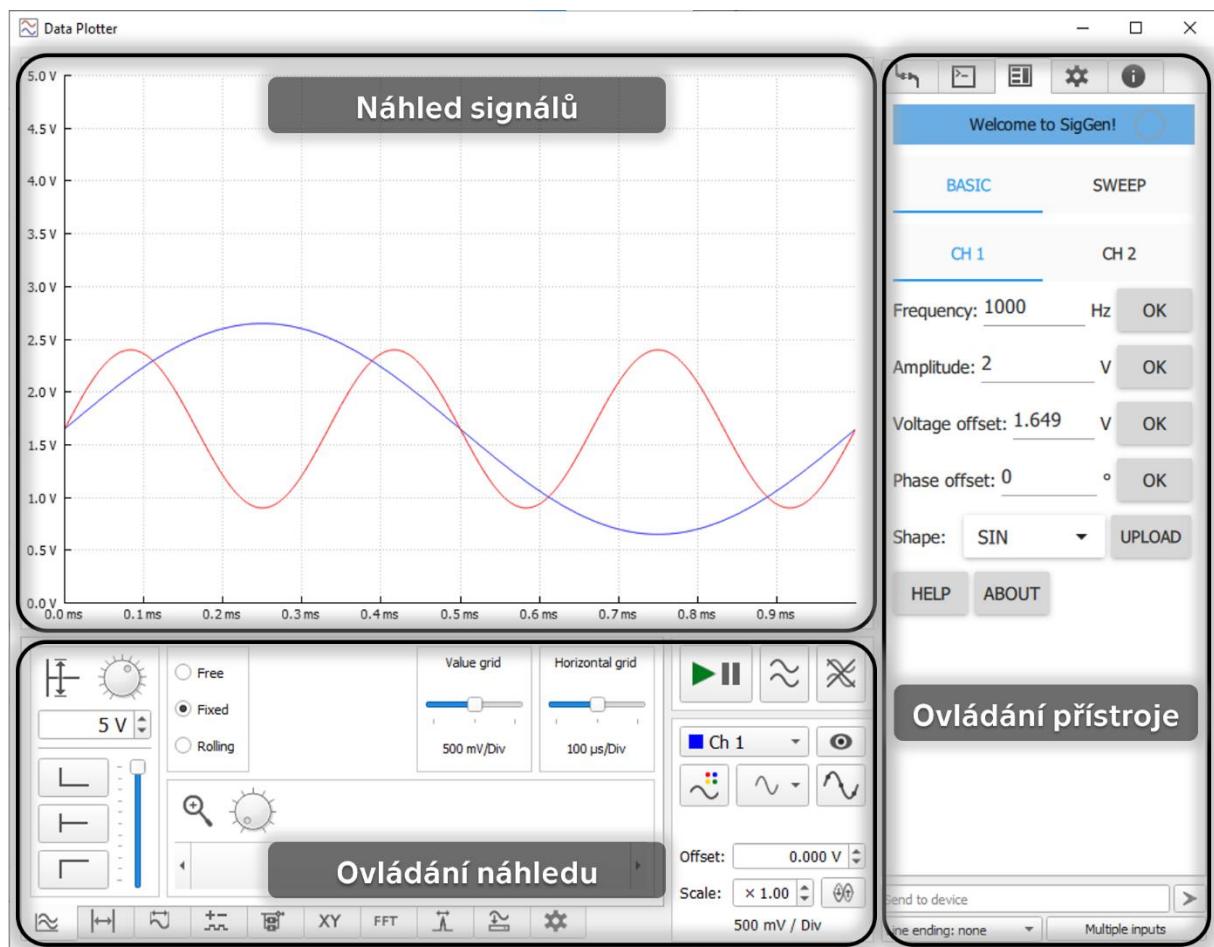 Data Plotter
Náhled signálů
5.0 V
4.5 V
4.0 V
3.5 V
3.0 V
2.5 V
2.0 V
1.5 V
1.0 V
0.5 V
0.0 V
0.0 ms 0.1 ms 0.2 ms 0.3 ms 0.4 ms 0.5 ms 0.6 ms 0.7 ms 0.8 ms 0.9 ms
Welcome to SigGen!
BASIC SWEEP
CH 1 CH 2
Frequency: 1000 Hz OK
Amplitude: 2 V OK
Voltage offset: 1.649 V OK
Phase offset: 0 ° OK
Shape: SIN UPLOAD
HELP ABOUT
Ovládání přístroje
Send to device
ine ending: none Multiple inputs
5 V
Free
Fixed
Rolling
Value grid
500 mV/Div
Horizontal grid
100 µs/Div
Ovládání náhledu
Ch 1
Offset: 0.000 V
Scale: × 1.00
500 mV / Div
XY FFT